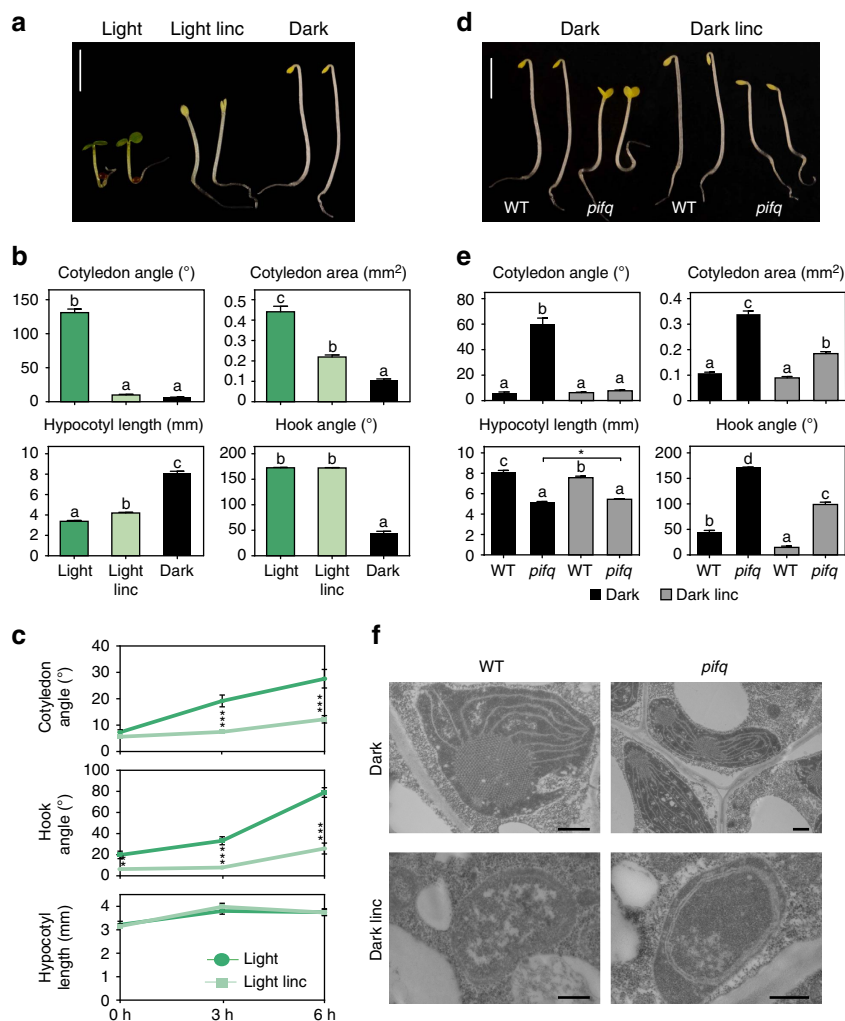 a
Light Light linc Dark
b
Cotyledon angle (°)
150
100
50
0
b
a
a
Cotyledon area (mm2)
0.5
0.4
0.3
0.2
0.1
0
c
b
a
Hypocotyl length (mm)
10
8
6
4
2
0
a
b
c
Light Light linc Dark
Hook angle (°)
200
150
100
50
0
b
b
a
Light Light linc Dark
c
Cotyledon angle (°)
40
30
20
10
0
***
***
Hook angle (°)
100
80
60
40
20
0
***
***
Hypocotyl length (mm)
4
3
2
1
0
Light
Light linc
0 h 3 h 6 h
d
Dark Dark linc
WT pifq WT pifq
e
Cotyledon angle (°)
80
60
40
20
0
a
b
a
a
Cotyledon area (mm2)
0.4
0.3
0.2
0.1
0
a
c
a
b
Hypocotyl length (mm)
10
8
6
4
2
0
c
a
b
a
*
WT pifq WT pifq
Hook angle (°)
200
150
100
50
0
b
d
a
c
WT pifq WT pifq
Dark Dark linc
f
WT pifq
Dark
Dark linc